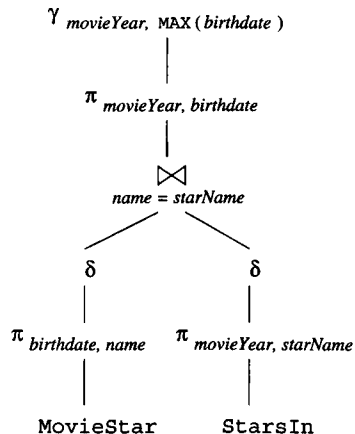 γ movieYear, MAX ( birthdate )
π movieYear, birthdate
⋈
name = starName
δ δ
π birthdate, name π movieYear, starName
MovieStar StarsIn